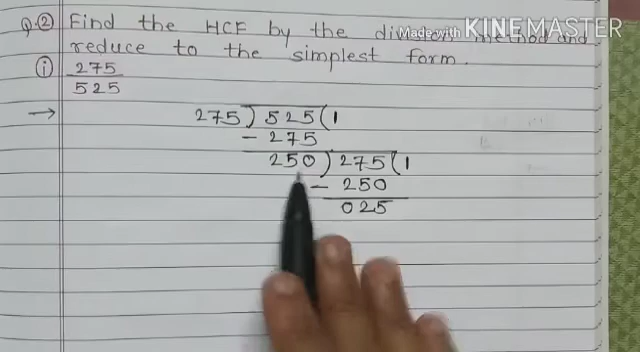 Q.② Find the HCF by the division method and
Made with KINEMASTER
reduce to the simplest form.
① 275
525
→ 275 ) 525 ( 1
- 275
250 ) 275 ( 1
- 250
025